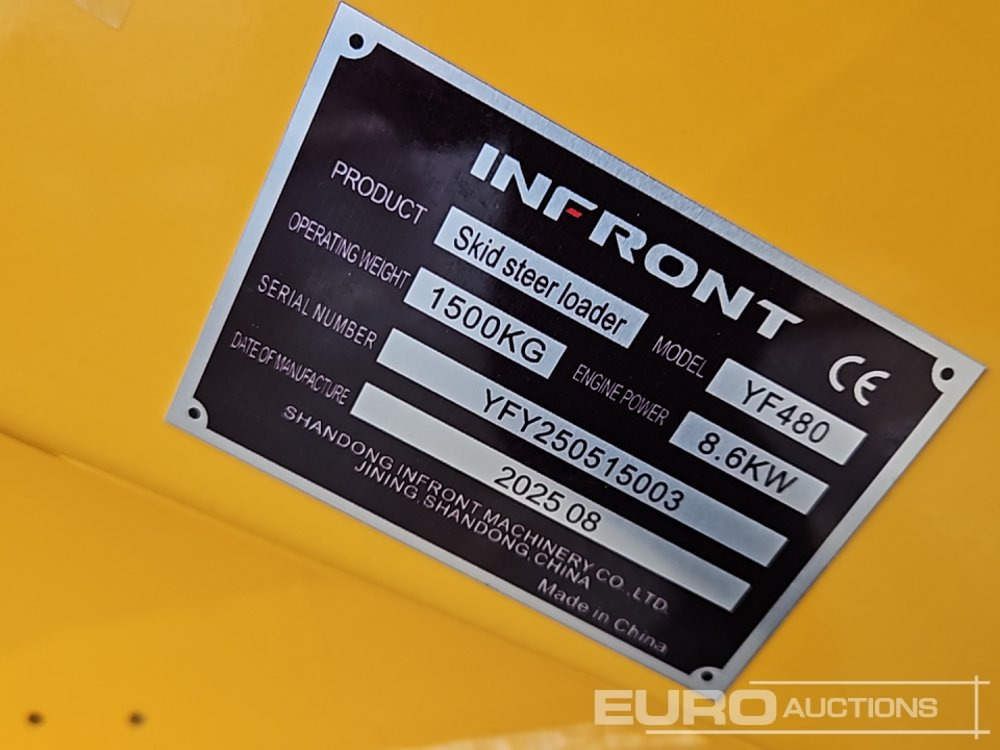 INFRONT
PRODUCT Skid steer loader MODEL YF480
OPERATING WEIGHT 1500KG ENGINE POWER 8.6KW
SERIAL NUMBER YFY250515003
DATE OF MANUFACTURE 2025 08
SHANDONG INFRONT MACHINERY CO.,LTD.
JINING,SHANDONG,CHINA
Made in China
CE
EURO AUCTIONS